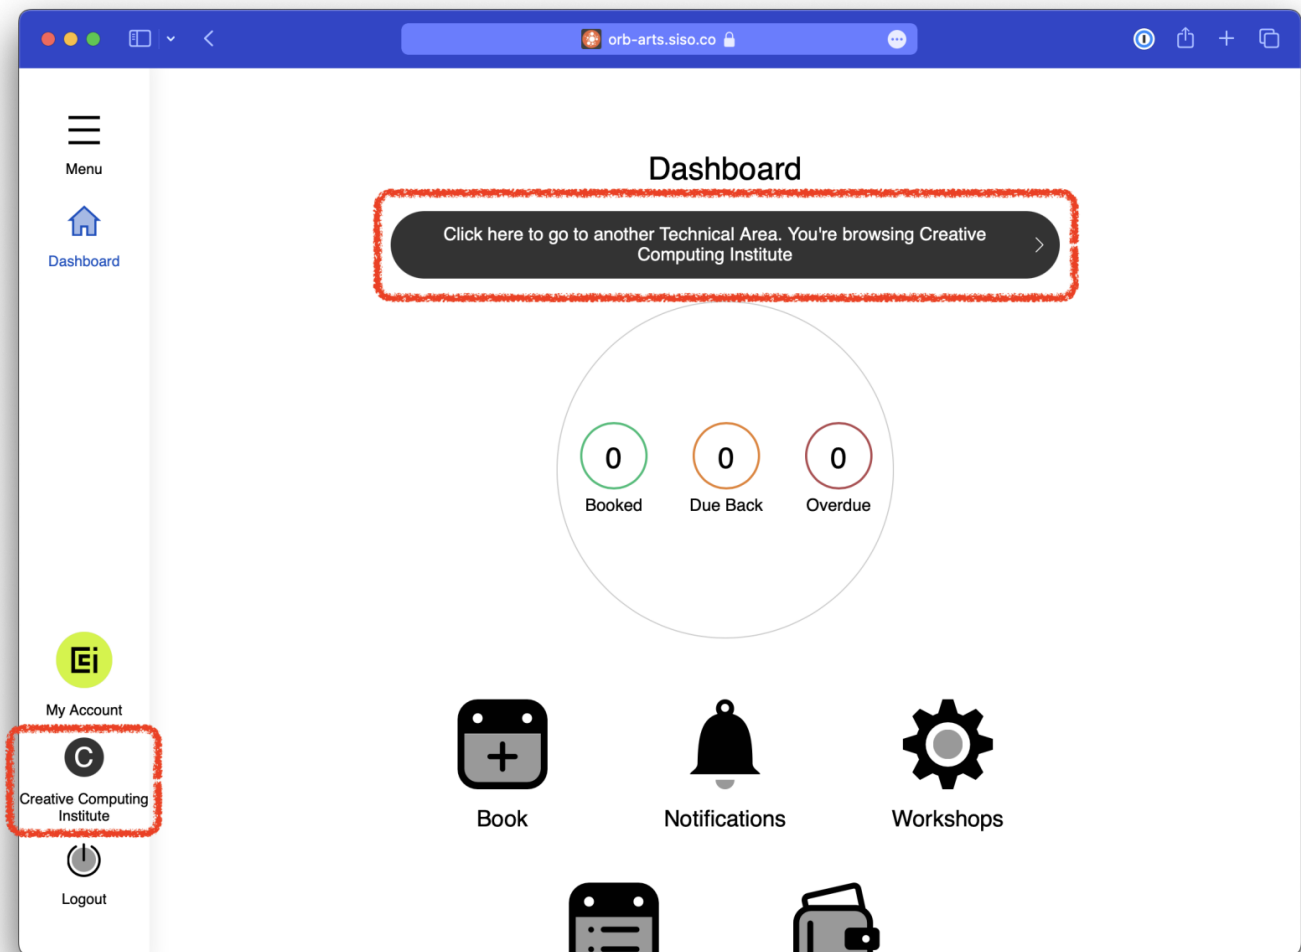 orb-arts.siso.co
Menu
Dashboard
Dashboard
Click here to go to another Technical Area. You're browsing Creative
Computing Institute
0
0
0
Booked
Due Back
Overdue
My Account
C
Creative Computing
Institute
Logout
Book
Notifications
Workshops